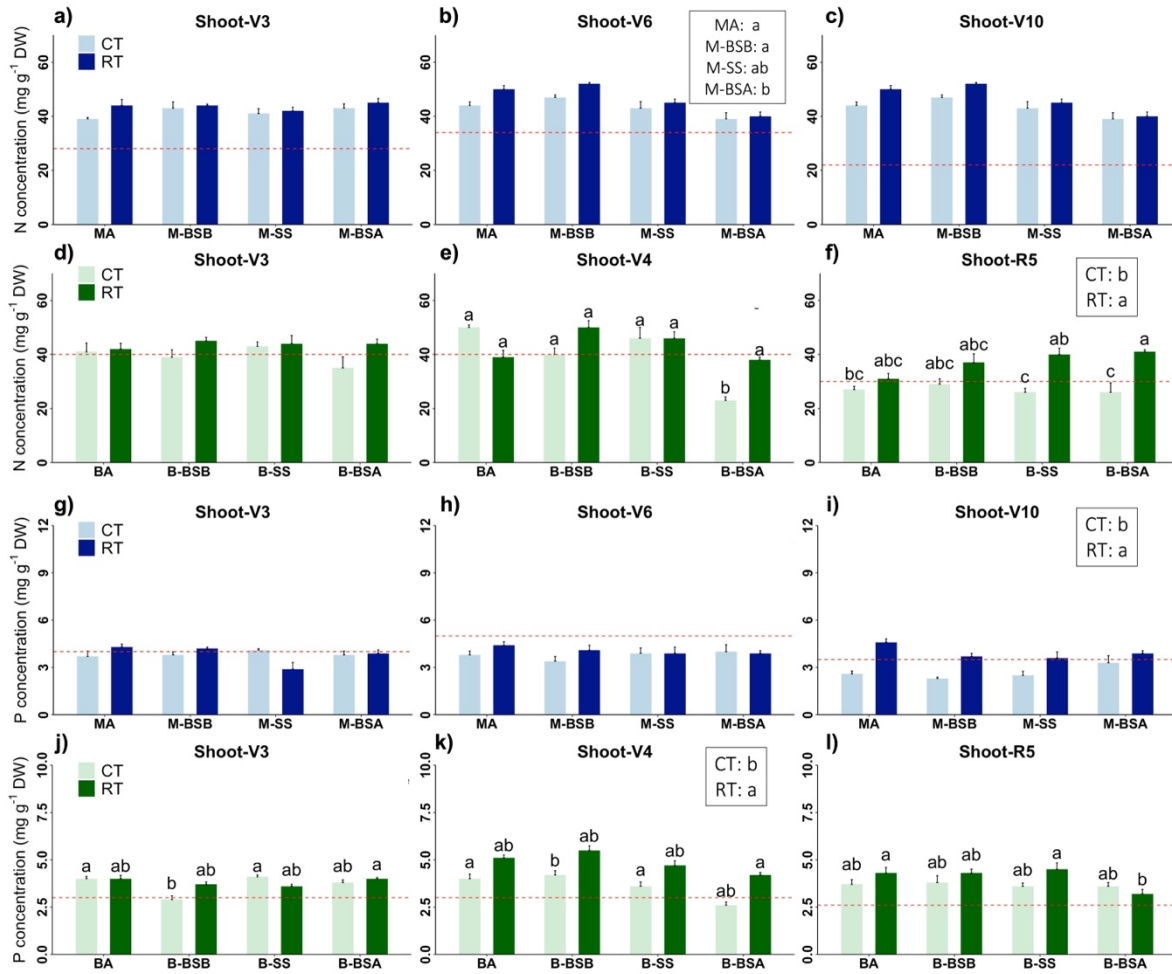 a) Shoot-V3
b) Shoot-V6
c) Shoot-V10
CT
RT
MA: a
M-BSB: a
M-SS: ab
M-BSA: b
N concentration (mg g-1 DW)
0 20 40 60
0 20 40 60
0 20 40 60
MA M-BSB M-SS M-BSA
MA M-BSB M-SS M-BSA
MA M-BSB M-SS M-BSA
d) Shoot-V3
e) Shoot-V4
f) Shoot-R5
CT
RT
CT: b
RT: a
N concentration (mg g-1 DW)
0 20 40 60
0 20 40 60
0 20 40 60
a a a a a a b a
bc abc abc abc c ab c a
BA B-BSB B-SS B-BSA
BA B-BSB B-SS B-BSA
BA B-BSB B-SS B-BSA
g) Shoot-V3
h) Shoot-V6
i) Shoot-V10
CT
RT
CT: b
RT: a
P concentration (mg g-1 DW)
0 3 6 9 12
0 3 6 9 12
0 3 6 9 12
MA M-BSB M-SS M-BSA
MA M-BSB M-SS M-BSA
MA M-BSB M-SS M-BSA
j) Shoot-V3
k) Shoot-V4
l) Shoot-R5
CT
RT
CT: b
RT: a
P concentration (mg g-1 DW)
0.0 2.5 5.0 7.5 10.0
0.0 2.5 5.0 7.5 10.0
0.0 2.5 5.0 7.5 10.0
a ab b ab a ab ab a
a ab b ab a ab ab a
ab a ab ab ab a ab b
BA B-BSB B-SS B-BSA
BA B-BSB B-SS B-BSA
BA B-BSB B-SS B-BSA